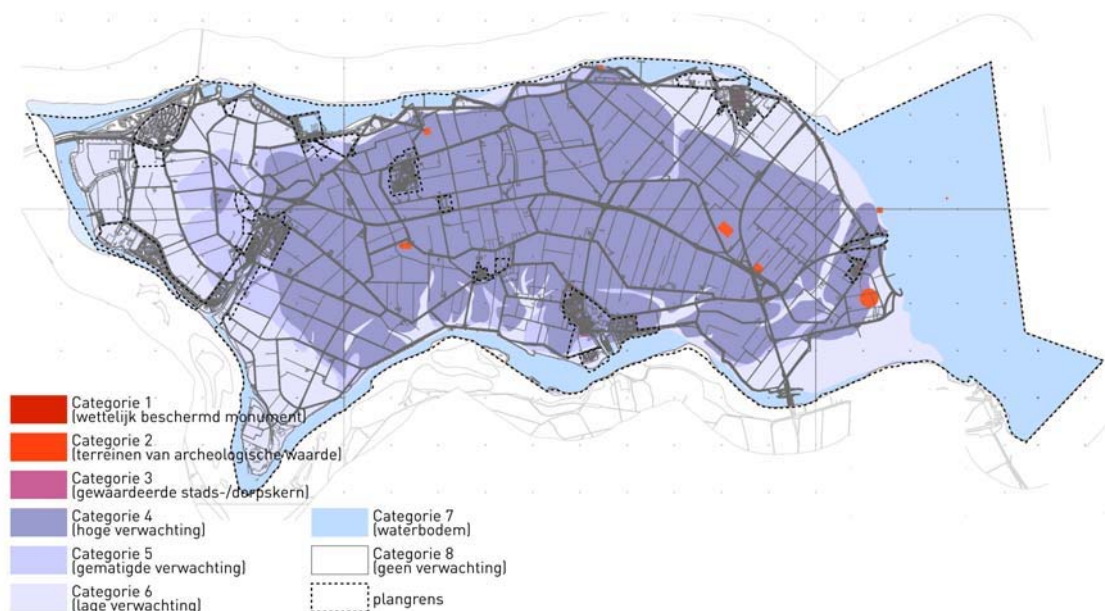 Categorie 1
(wettelijk beschermd monument)
Categorie 2
(terreinen van archeologische waarde)
Categorie 3
(gewaardeerde stads-/dorpskern)
Categorie 4
(hoge verwachting)
Categorie 5
(gematigde verwachting)
Categorie 6
(lage verwachting)
Categorie 7
(waterbodem)
Categorie 8
(geen verwachting)
plangrens